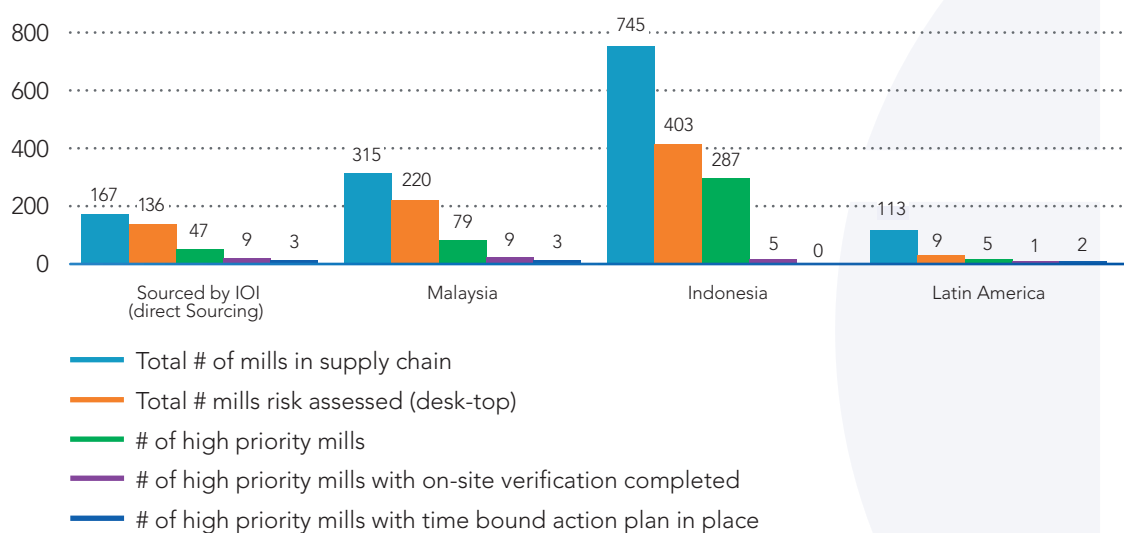 800
600
400
200
0
167
136
47
9
3
315
220
79
9
3
745
403
287
5
0
113
9
5
1
2
Sourced by IOI
(direct Sourcing)
Malaysia
Indonesia
Latin America
Total # of mills in supply chain
Total # mills risk assessed (desk-top)
# of high priority mills
# of high priority mills with on-site verification completed
# of high priority mills with time bound action plan in place